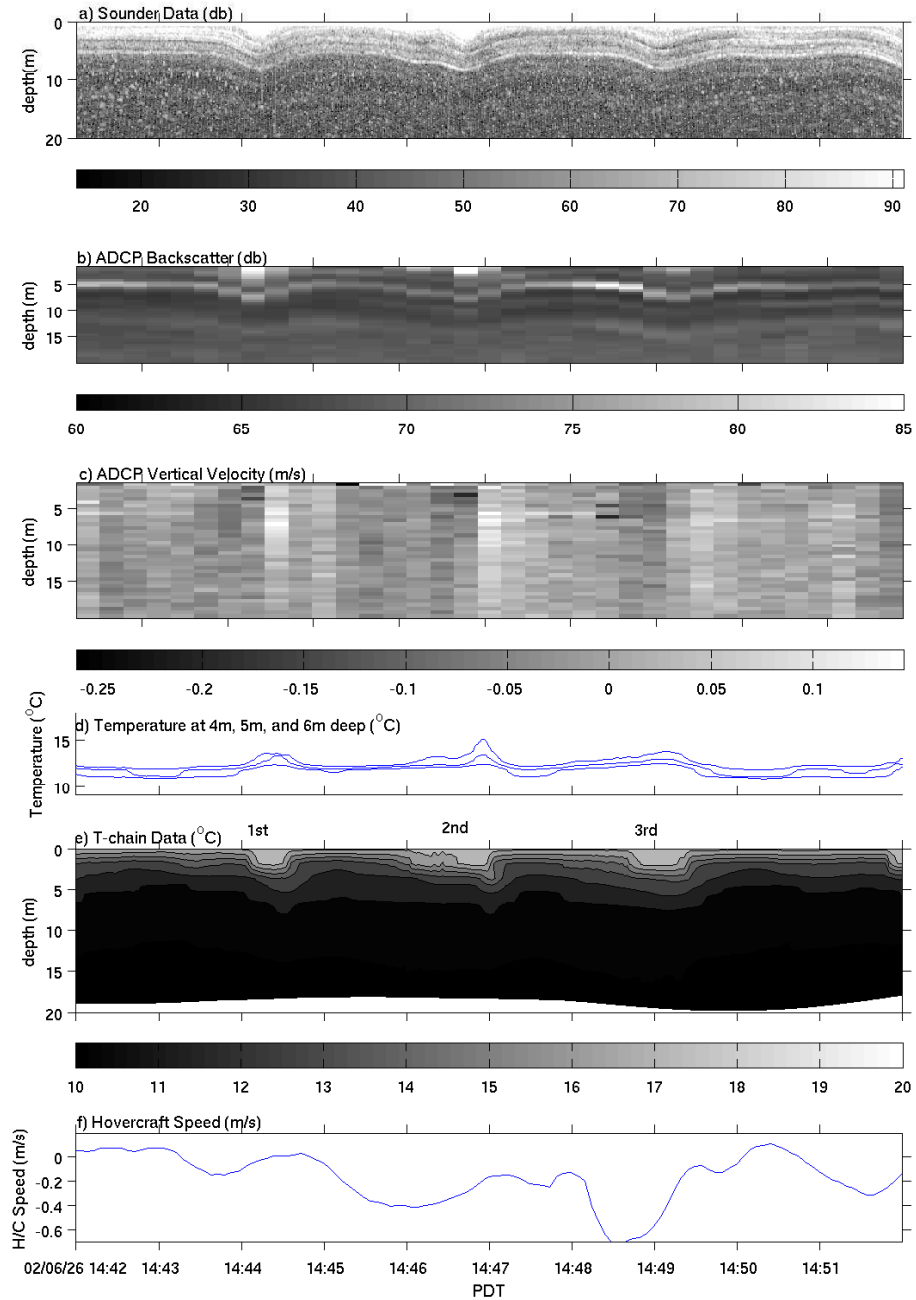 a) Sounder Data (db)
0
10
20
depth(m)
20 30 40 50 60 70 80 90
b) ADCP Backscatter (db)
5
10
15
depth (m)
60 65 70 75 80 85
c) ADCP Vertical Velocity (m/s)
5
10
15
depth (m)
-0.25 -0.2 -0.15 -0.1 -0.05 0 0.05 0.1
d) Temperature at 4m, 5m, and 6m deep (°C)
15
10
Temperature (°C)
1st 2nd 3rd
e) T-chain Data (°C)
0
5
10
15
20
depth (m)
10 11 12 13 14 15 16 17 18 19 20
f) Hovercraft Speed (m/s)
0
-0.2
-0.4
-0.6
H/C Speed (m/s)
02/06/26 14:42 14:43 14:44 14:45 14:46 14:47 14:48 14:49 14:50 14:51
PDT